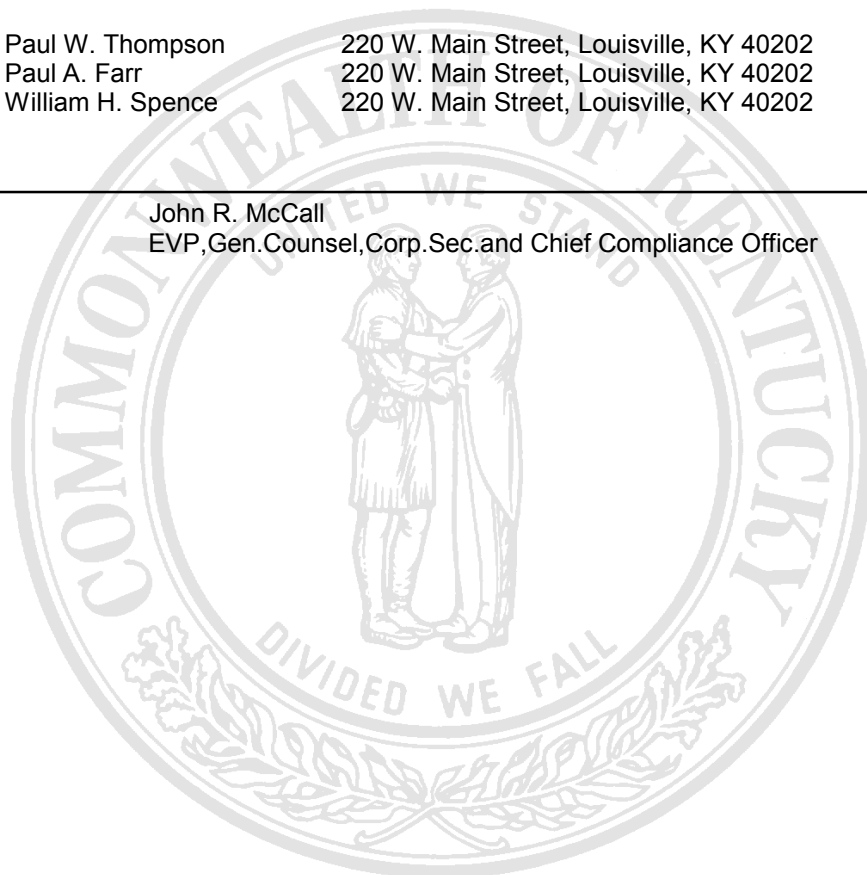 Paul W. Thompson 220 W. Main Street, Louisville, KY 40202
Paul A. Farr 220 W. Main Street, Louisville, KY 40202
William H. Spence 220 W. Main Street, Louisville, KY 40202
John R. McCall
EVP,Gen.Counsel,Corp.Sec.and Chief Compliance Officer
COMMONWEALTH OF KENTUCKY
UNITED WE STAND
DIVIDED WE FALL